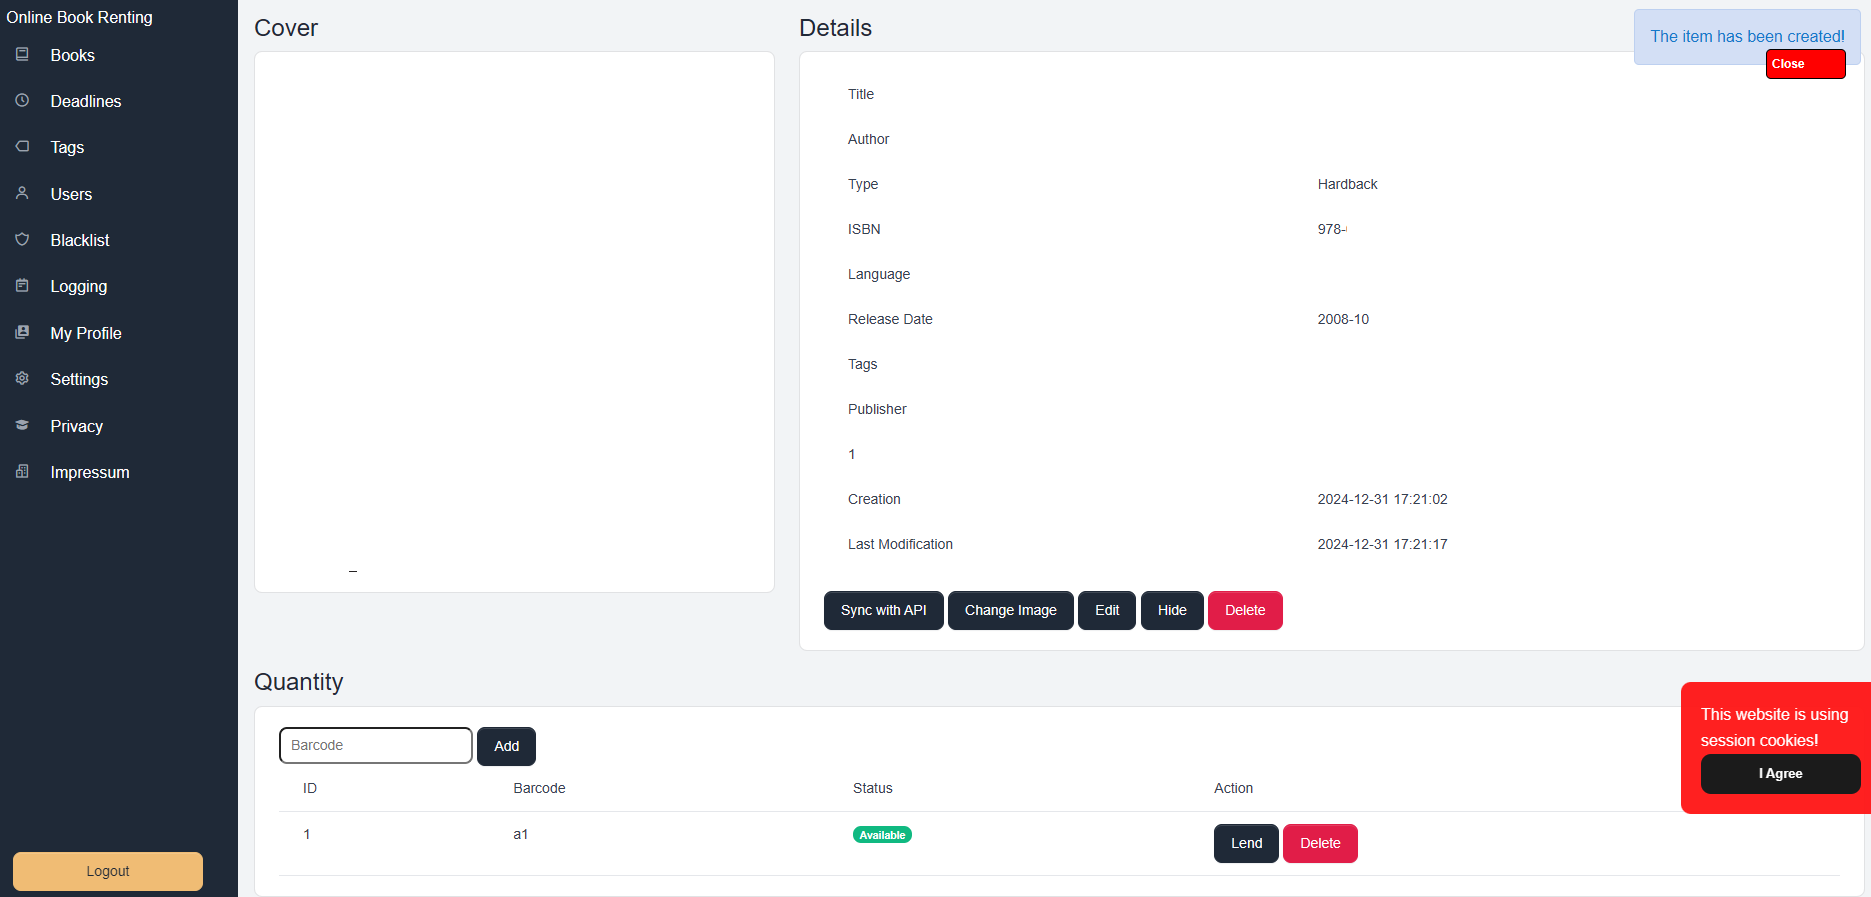 Online Book Renting
Books
Deadlines
Tags
Users
Blacklist
Logging
My Profile
Settings
Privacy
Impressum
Logout
Cover
Details
The item has been created!
Close
Title
Author
Type Hardback
ISBN 978-
Language
Release Date 2008-10
Tags
Publisher
1
Creation 2024-12-31 17:21:02
Last Modification 2024-12-31 17:21:17
Sync with API Change Image Edit Hide Delete
Quantity
Barcode Add
ID Barcode Status Action
1 a1 Available Lend Delete
This website is using
session cookies!
I Agree